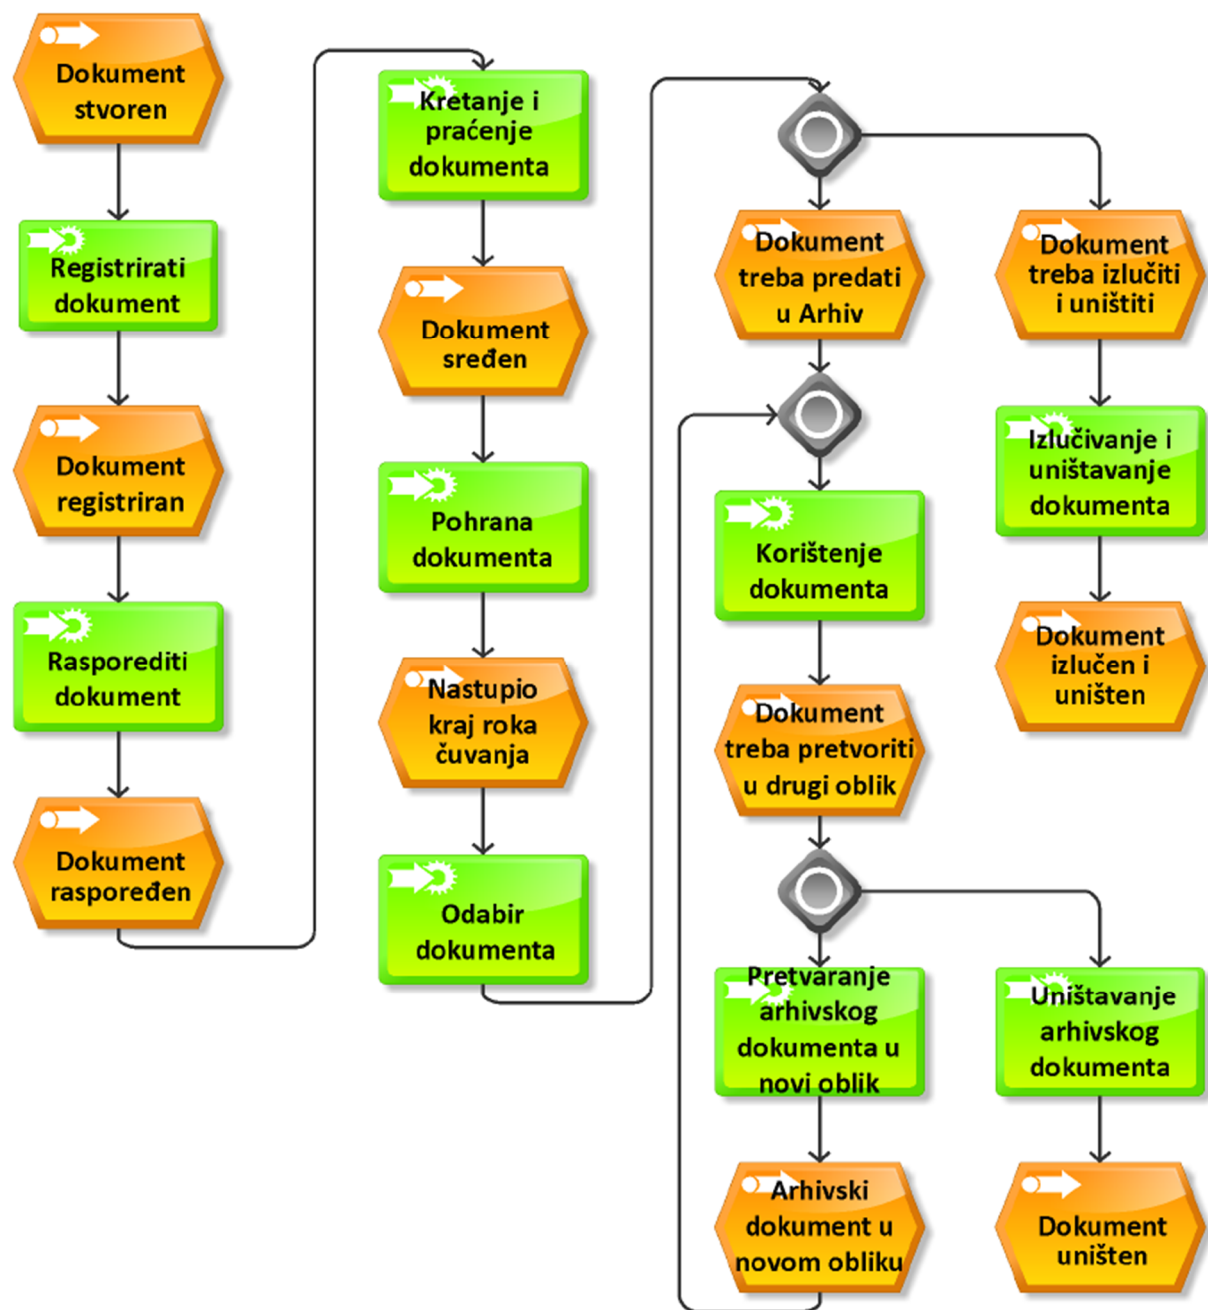 Dokument
stvoren
Registrirati
dokument
Dokument
registriran
Rasporediti
dokument
Dokument
raspoređen
Kretanje i
praćenje
dokumenta
Dokument
sređen
Pohrana
dokumenta
Nastupio
kraj roka
čuvanja
Odabir
dokumenta
Dokument
treba predati
u Arhiv
Korištenje
dokumenta
Dokument
treba pretvoriti
u drugi oblik
Pretvaranje
arhivskog
dokumenta u
novi oblik
Arhivski
dokument u
novom obliku
Dokument
treba izlučiti
i uništiti
Izlučivanje i
uništavanje
dokumenta
Dokument
izlučen i
uništen
Uništavanje
arhivskog
dokumenta
Dokument
uništen